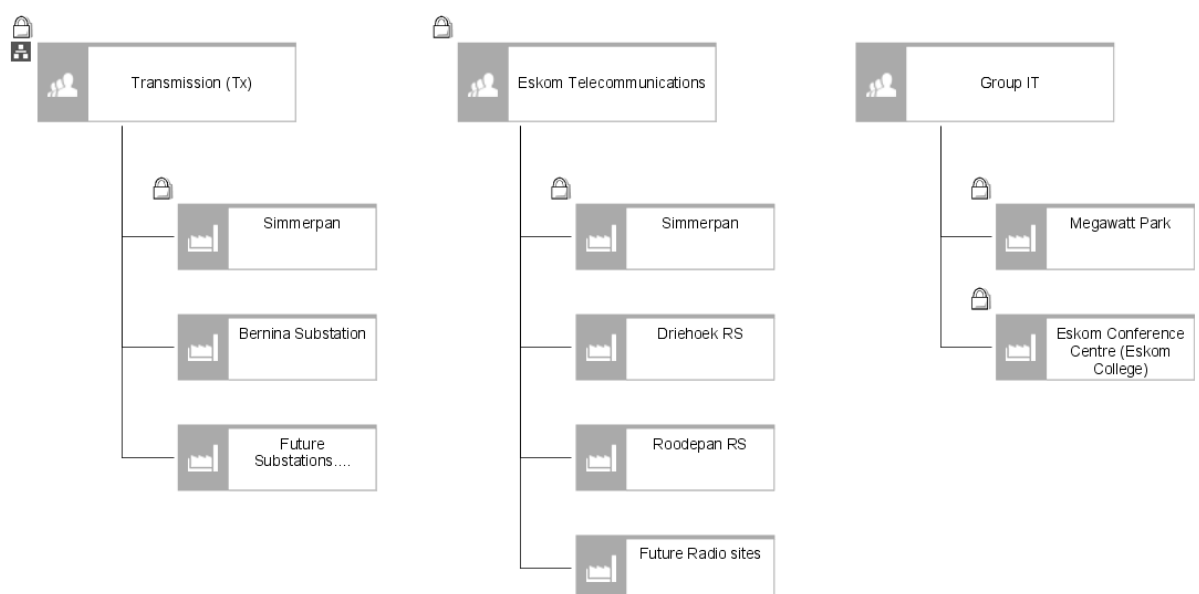 Transmission (Tx)
Simmerpan
Bernina Substation
Future
Substations....
Eskom Telecommunications
Simmerpan
Driehoek RS
Roodepan RS
Future Radio sites
Group IT
Megawatt Park
Eskom Conference
Centre (Eskom
College)